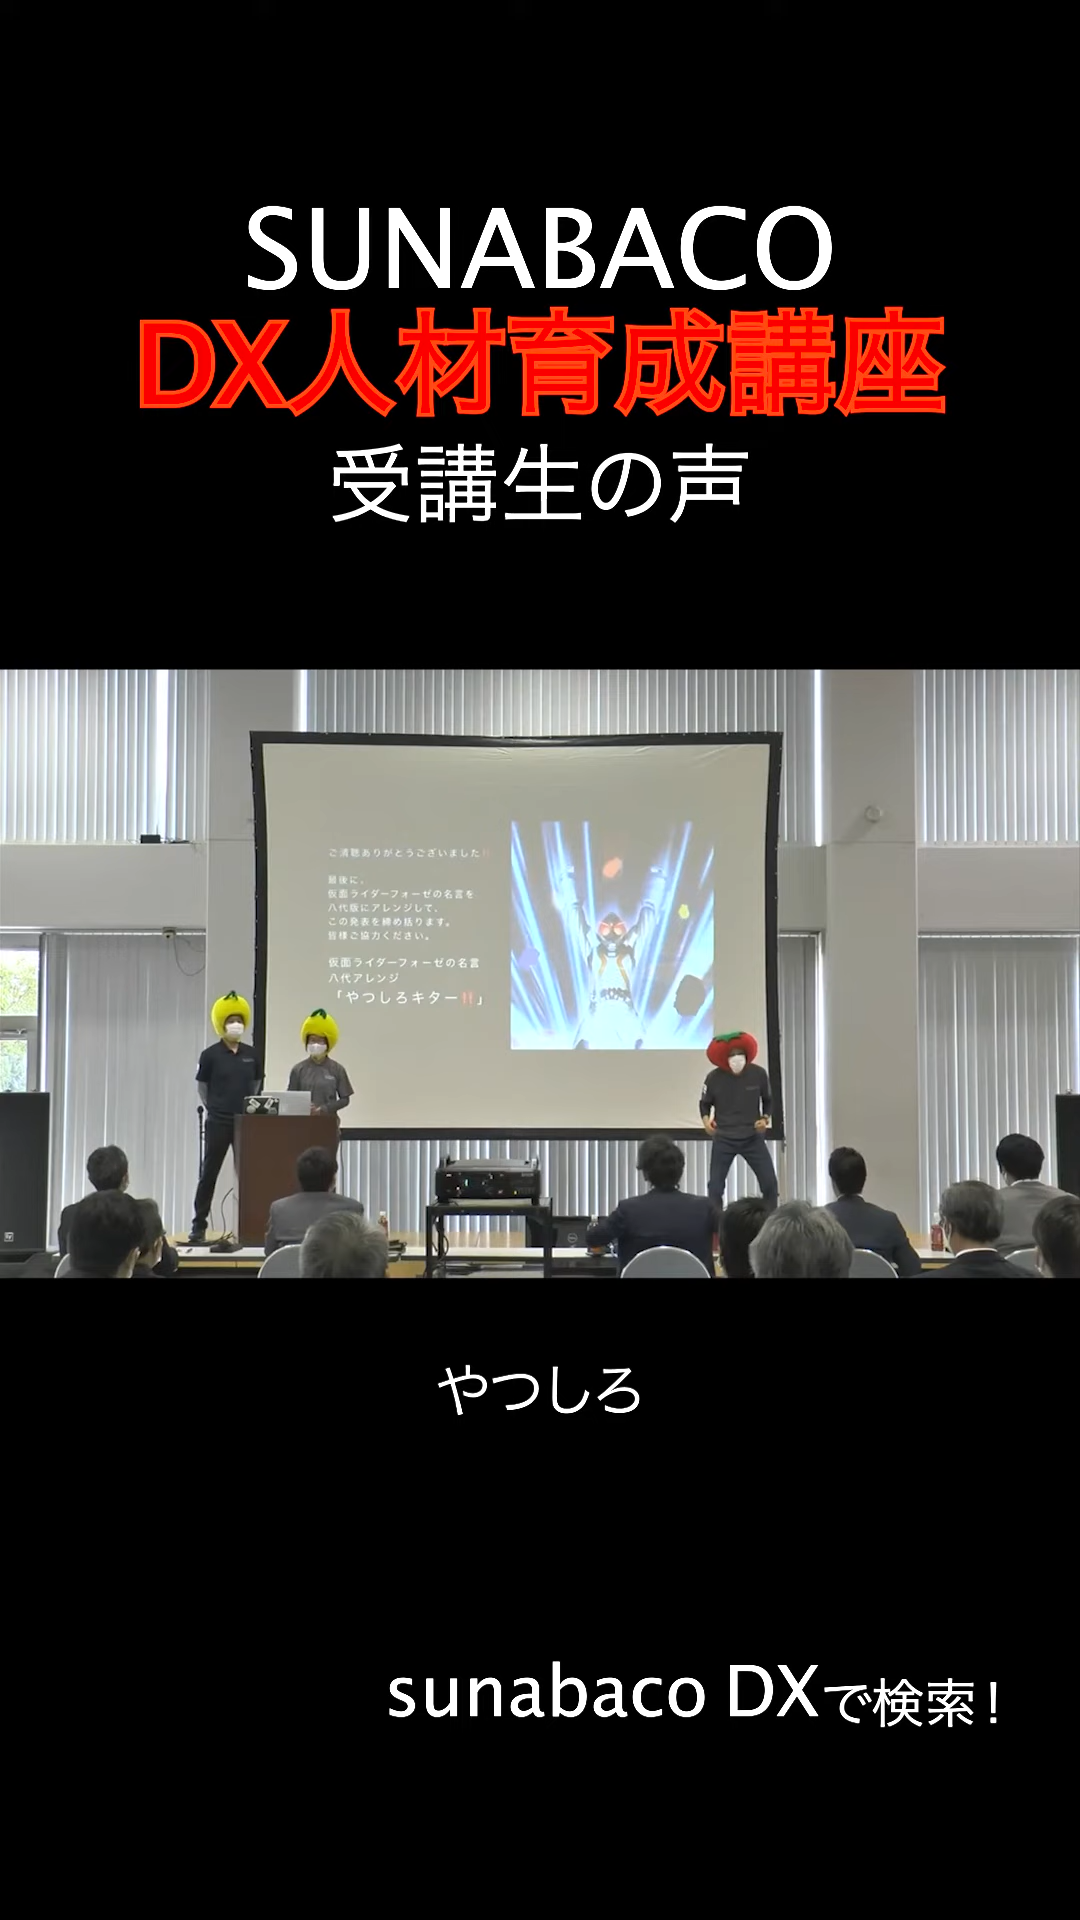 SUNABACO
DX人材育成講座
受講生の声
ご清聴ありがとうございました‼
最後に、
仮面ライダーフォーゼの名言を
八代版にアレンジして、
この発表を締め括ります。
皆様ご協力ください。
仮面ライダーフォーゼの名言
八代アレンジ
「やつしろキター‼」
やつしろ
sunabaco DXで検索！